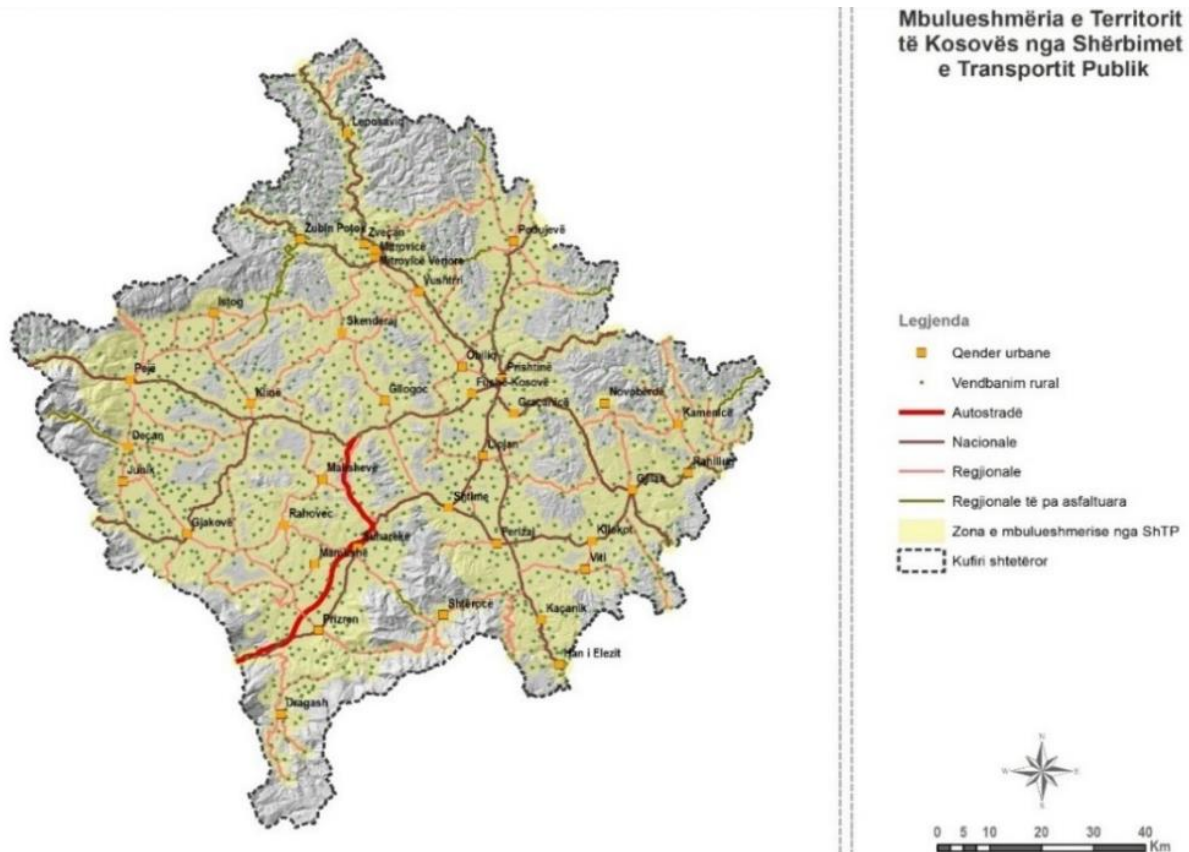 Mbulueshmëria e Territorit
të Kosovës nga Shërbimet
e Transportit Publik
Leposaviq
Zubin Potok
Zveçan
Mitrovicë
Mitrovicë Veriore
Podujevë
Vushtrri
Istog
Skenderaj
Obiliq
Prishtinë
Pejë
Fushë-Kosovë
Klinë
Gllogoc
Graçanicë
Novobërdë
Kamenicë
Deçan
Lipjan
Junik
Malishevë
Ranillug
Gjilan
Shtime
Rahovec
Gjakovë
Suharekë
Ferizaj
Kllokot
Mamushë
Viti
Shtërpcë
Kaçanik
Prizren
Han i Elezit
Dragash
Legjenda
Qender urbane
Vendbanim rural
Autostradë
Nacionale
Regjionale
Regjionale të pa asfaltuara
Zona e mbulueshmerise nga ShTP
Kufiri shtetëror
N
W E
S
0 5 10 20 30 40
Km